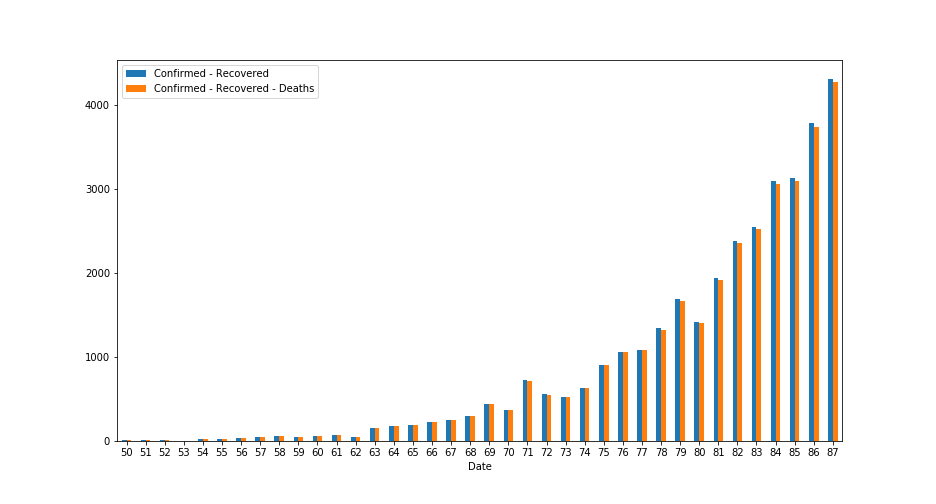 Confirmed - Recovered
Confirmed - Recovered - Deaths
4000
3000
2000
1000
0
50 51 52 53 54 55 56 57 58 59 60 61 62 63 64 65 66 67 68 69 70 71 72 73 74 75 76 77 78 79 80 81 82 83 84 85 86 87
Date